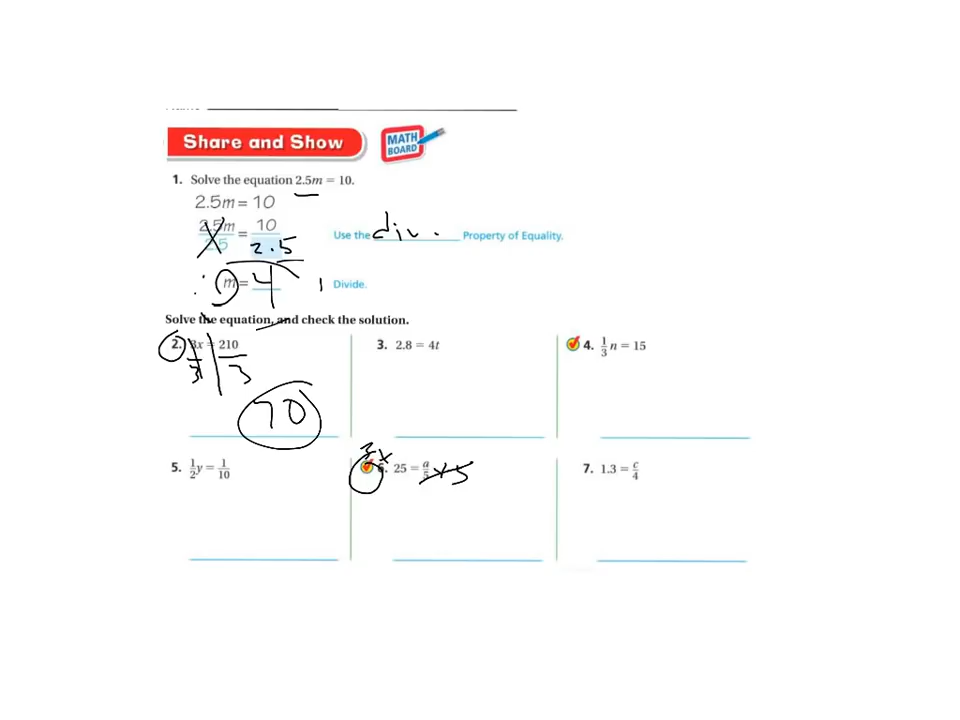 Share and Show
MATH BOARD
1. Solve the equation 2.5m = 10.
2.5m = 10
2.5m/2.5 = 10/2.5
Use the div. Property of Equality.
m = 4
Divide.
Solve the equation, and check the solution.
2. 3x = 210
3 | 3
70
3. 2.8 = 4t
4. 1/3 n = 15
5. 1/2 y = 1/10
6. 25 = a/5 x 5
7. 1.3 = c/4